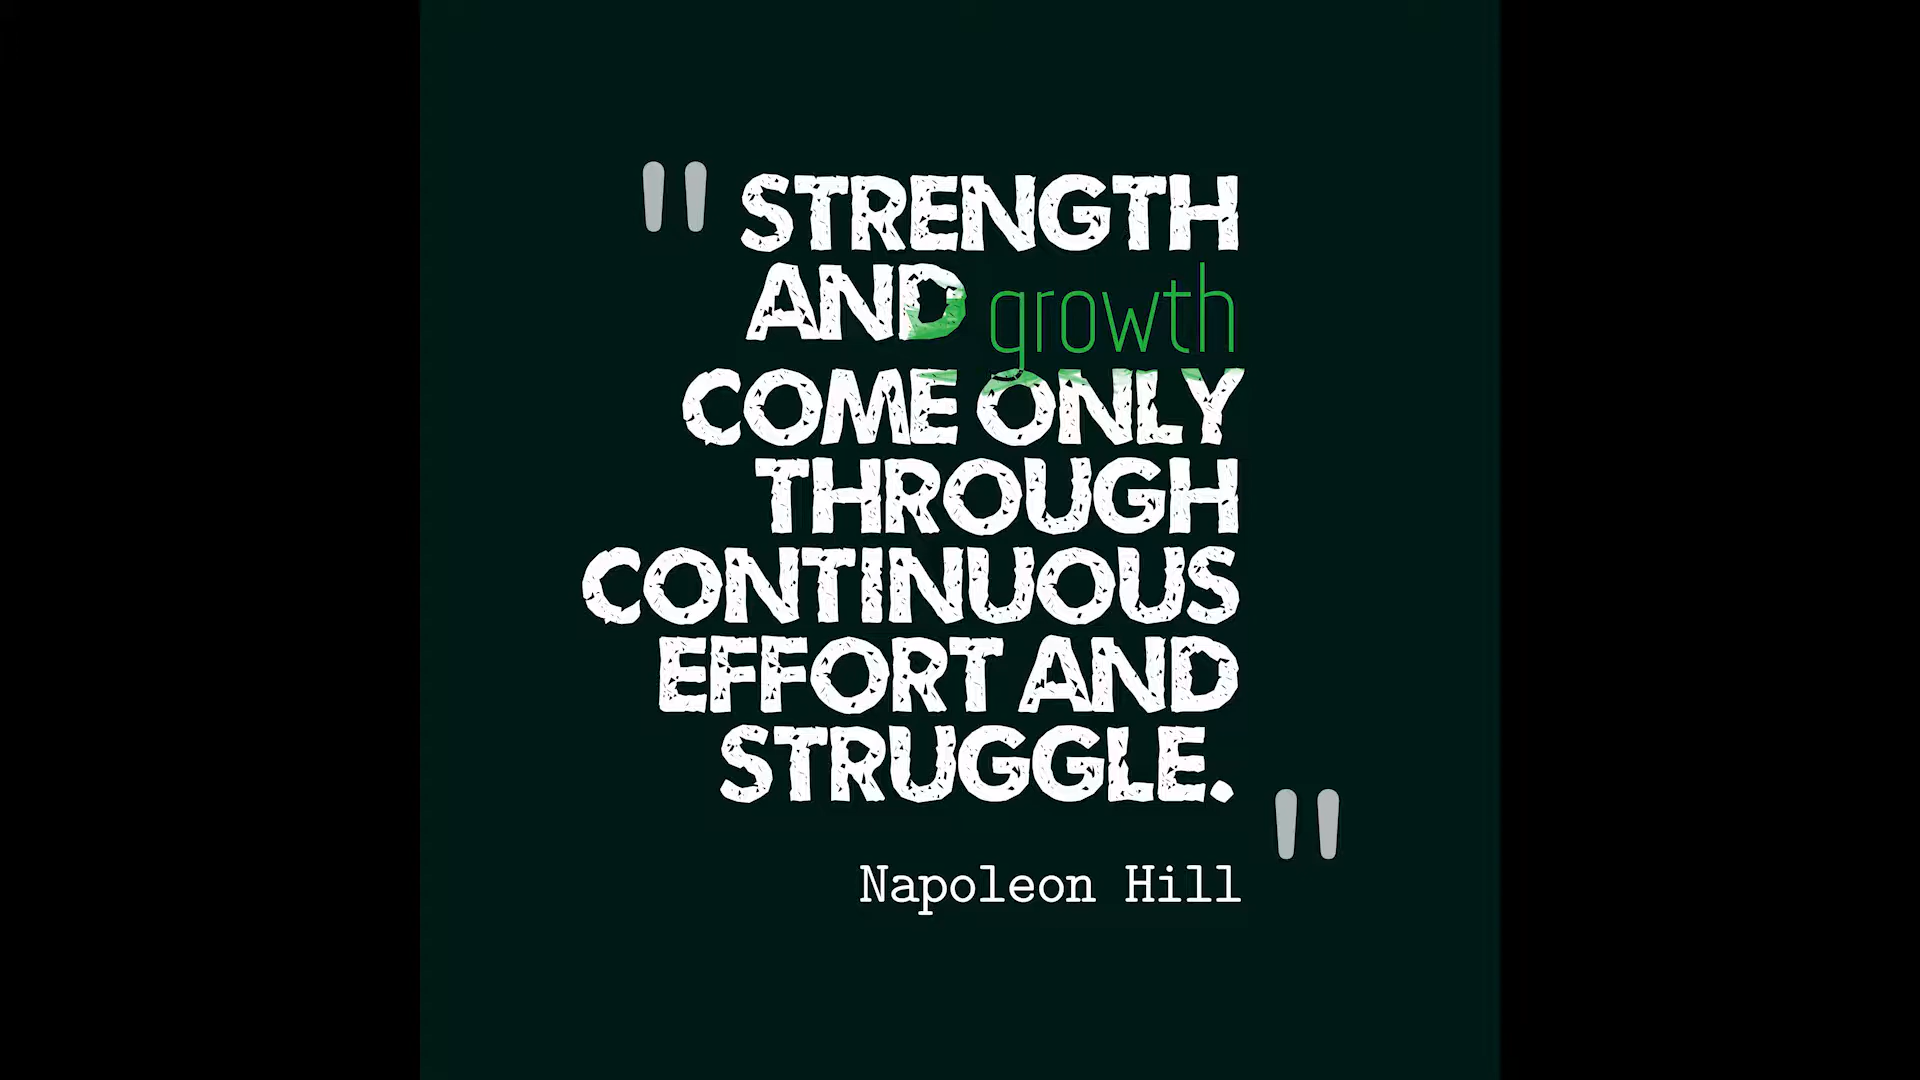 " STRENGTH
AND growth
COME ONLY
THROUGH
CONTINUOUS
EFFORT AND
STRUGGLE. "
Napoleon Hill